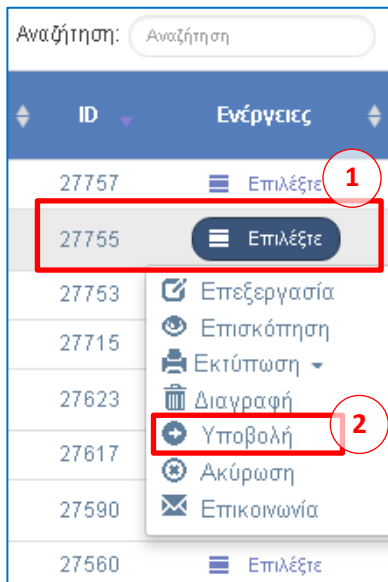 Αναζήτηση: Αναζήτηση
ID Ενέργειες
27757 Επιλέξτε 1
27755 Επιλέξτε
27753 Επεξεργασία
Επισκόπηση
27715
Εκτύπωση
27623 Διαγραφή
Υποβολή 2
27617
Ακύρωση
27590 Επικοινωνία
27560 Επιλέξτε